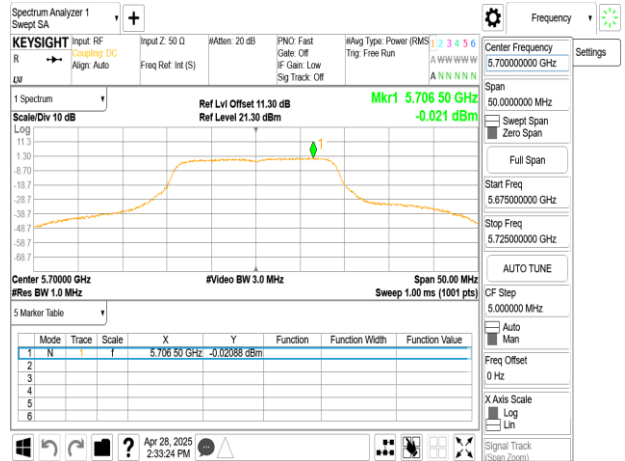 Spectrum Analyzer 1
Swept SA
Frequency
KEYSIGHT
R
LXI
Input: RF
Coupling: DC
Align: Auto
Input Z: 50 Ω
Freq Ref: Int (S)
#Atten: 20 dB
PNO: Fast
Gate: Off
IF Gain: Low
Sig Track: Off
#Avg Type: Power (RMS
Trig: Free Run
1 2 3 4 5 6
A W W W W W
A N N N N N
1 Spectrum
Scale/Div 10 dB
Ref Lvl Offset 11.30 dB
Ref Level 21.30 dBm
Mkr1 5.706 50 GHz
-0.021 dBm
Log
11.3
1.30
-8.70
-18.7
-28.7
-38.7
-48.7
-58.7
-68.7
1
Center 5.70000 GHz
#Res BW 1.0 MHz
#Video BW 3.0 MHz
Span 50.00 MHz
Sweep 1.00 ms (1001 pts)
5 Marker Table
Mode Trace Scale X Y Function Function Width Function Value
1 N 1 f 5.706 50 GHz -0.02088 dBm
2
3
4
5
6
Apr 28, 2025
2:33:24 PM
?
Center Frequency
5.700000000 GHz
Settings
Span
50.0000000 MHz
Swept Span
Zero Span
Full Span
Start Freq
5.675000000 GHz
Stop Freq
5.725000000 GHz
AUTO TUNE
CF Step
5.000000 MHz
Auto
Man
Freq Offset
0 Hz
X Axis Scale
Log
Lin
Signal Track
(Span Zoom)